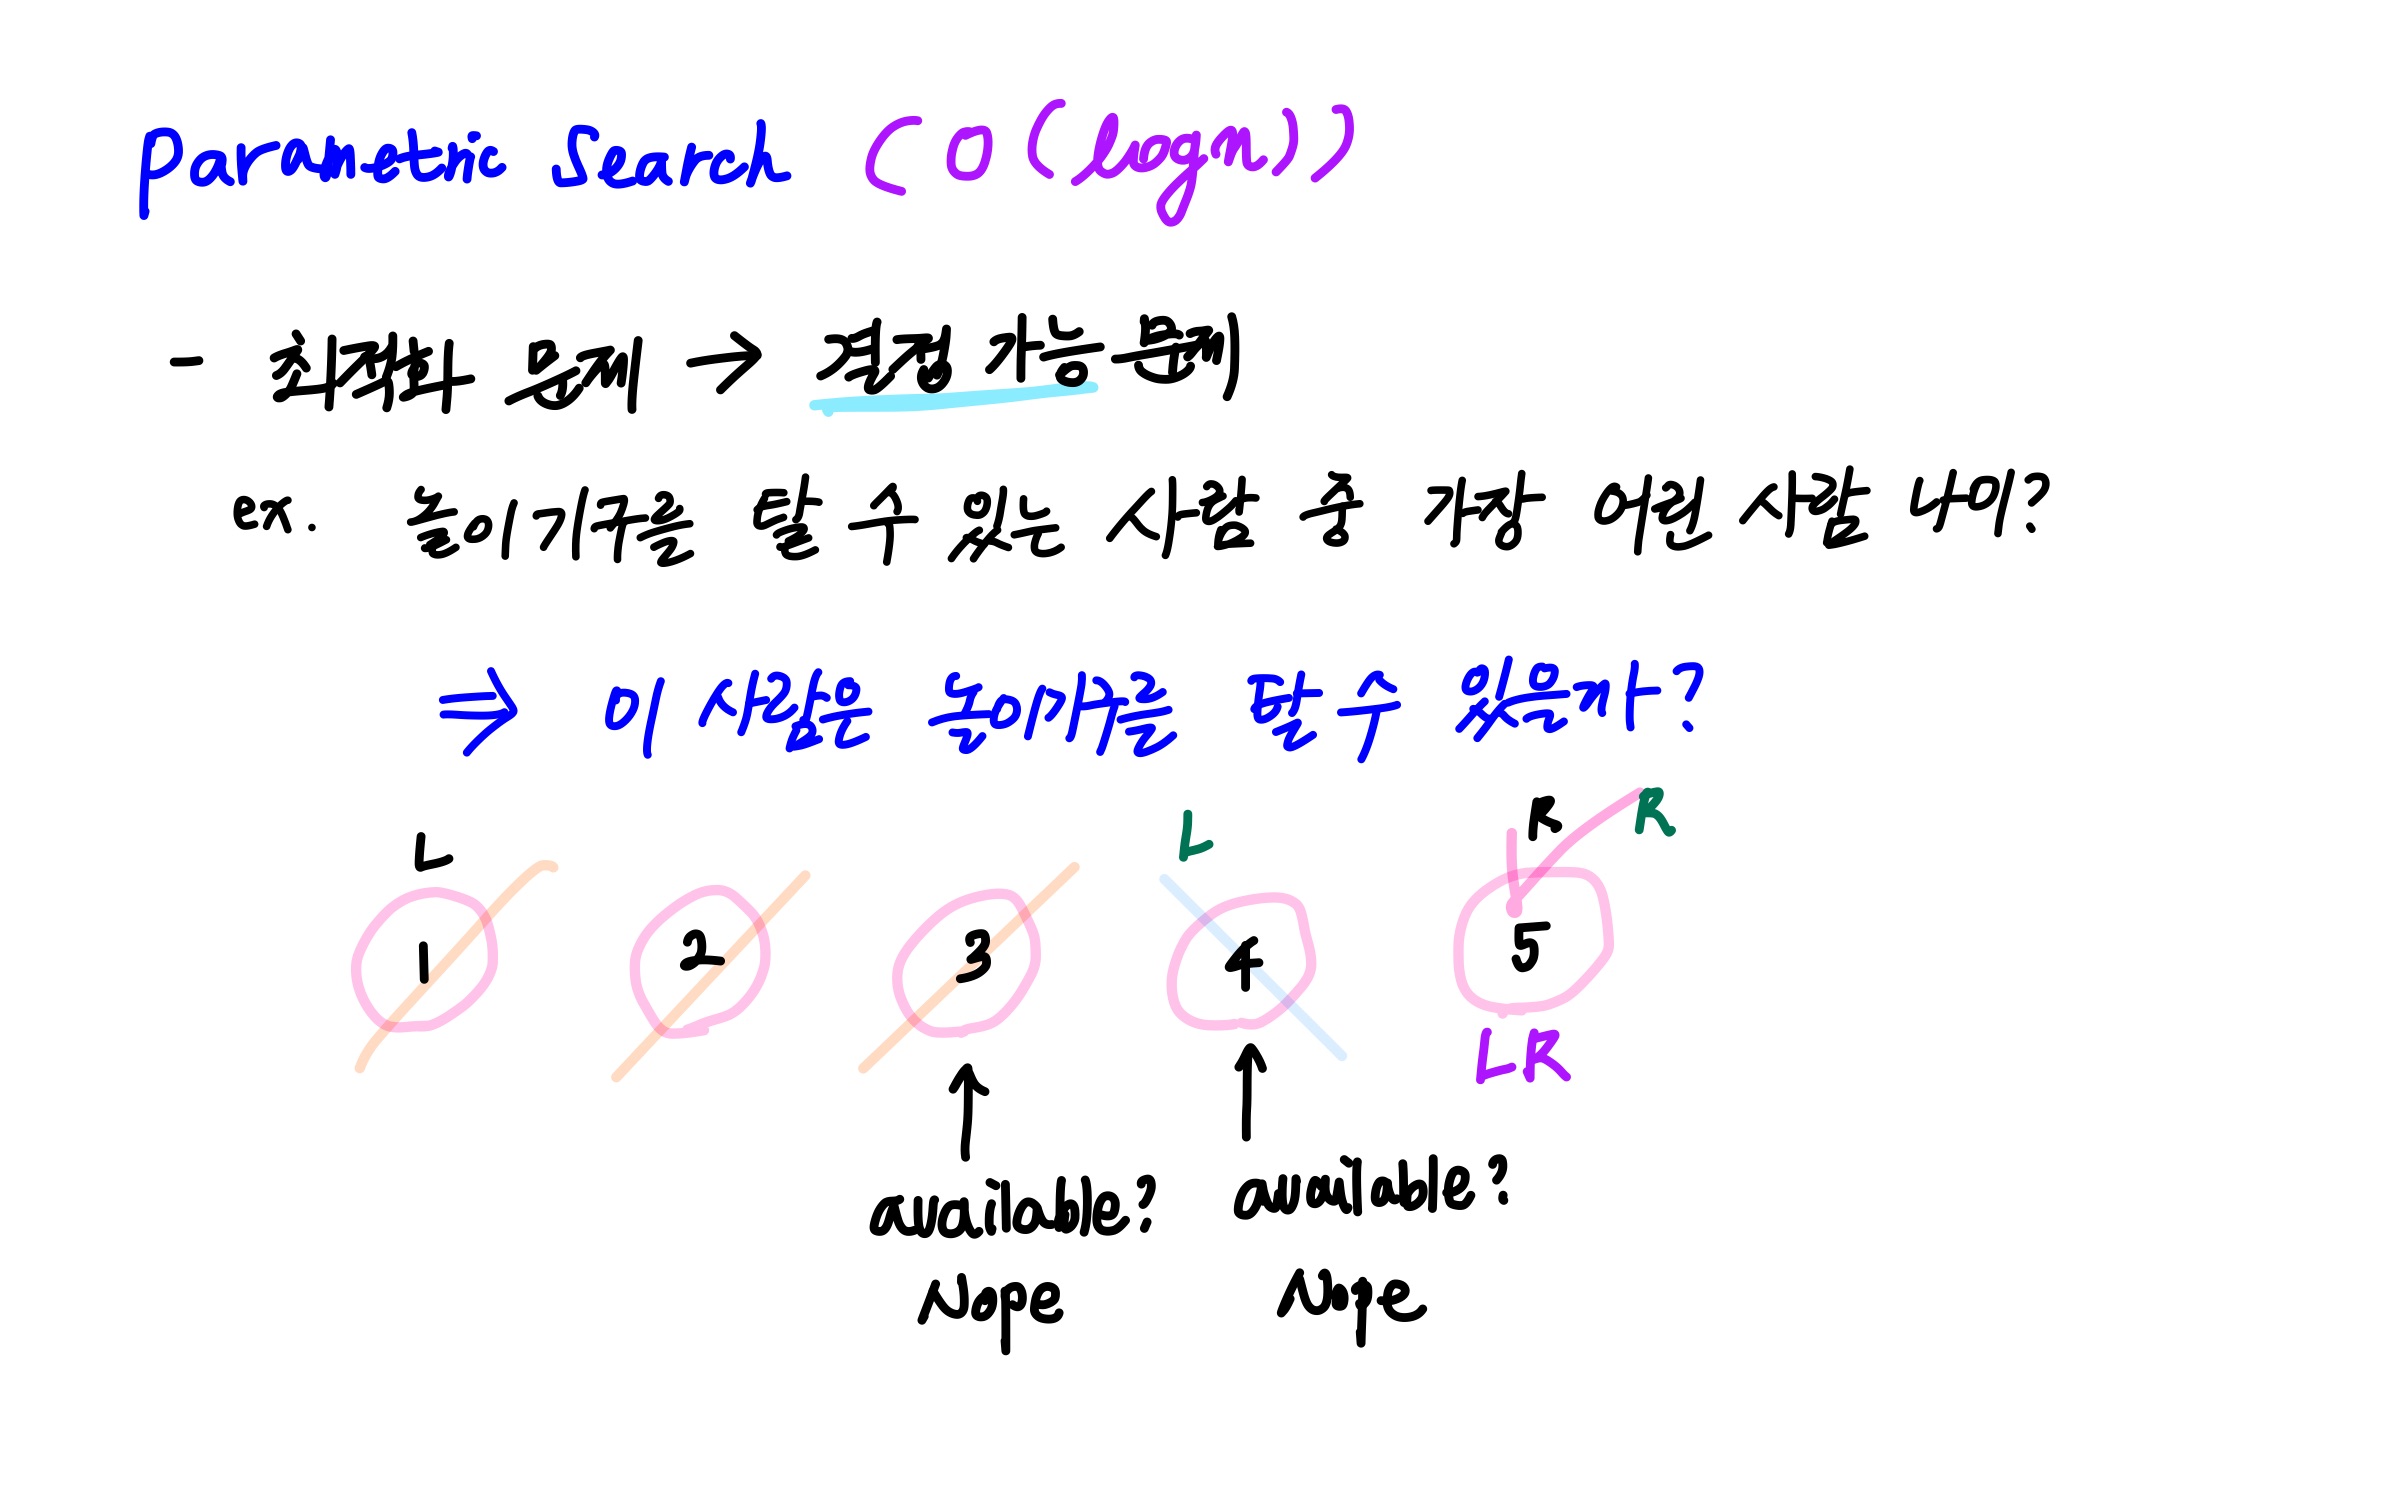 Parametric Search (O(logn))
- 최적화 문제 → 결정 가능 문제
ex. 놀이기구를 탈 수 있는 사람 중 가장 어린 사람 나이?
⇒ 이 사람은 놀이기구를 탈 수 있은가?
L L R R
1 2 3 4 5
LR
available? available?
Nope Nope